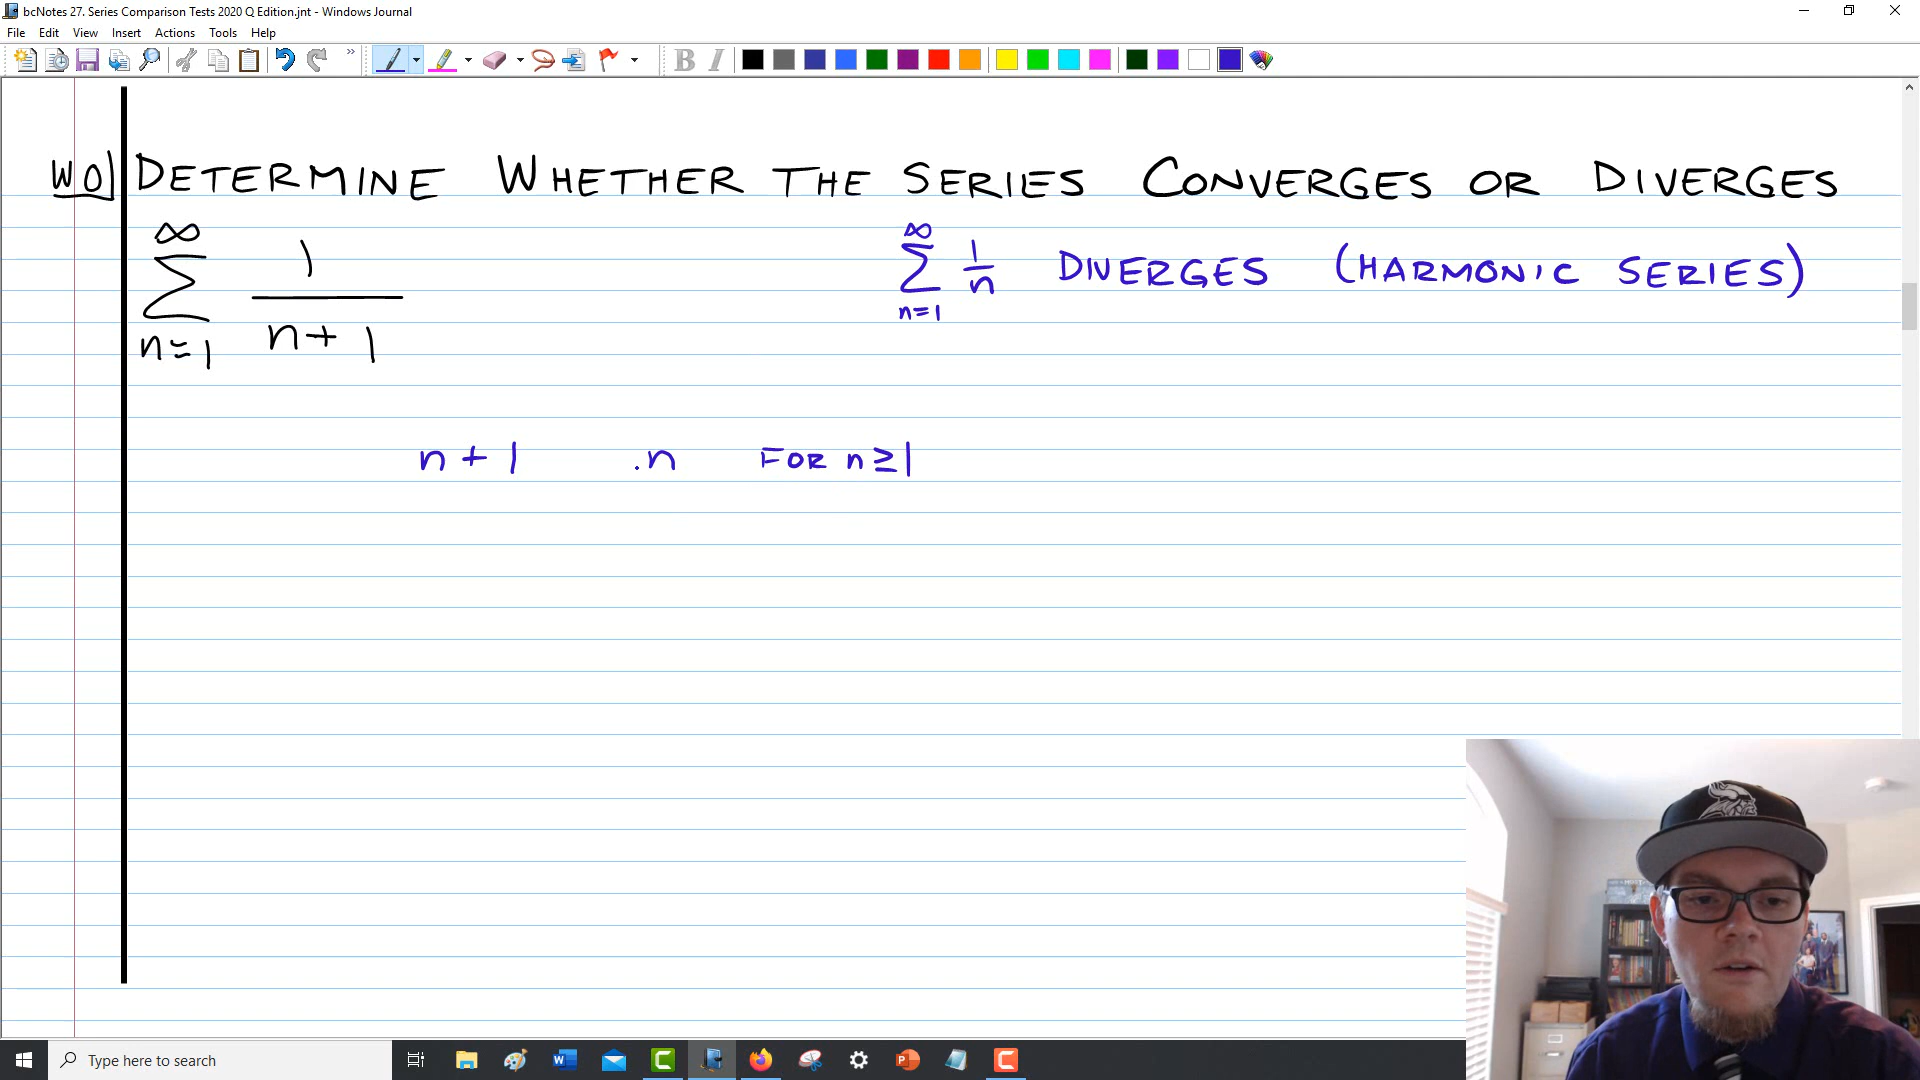 bcNotes 27. Series Comparison Tests 2020 Q Edition.jnt - Windows Journal
File Edit View Insert Actions Tools Help
B I
WO DETERMINE WHETHER THE SERIES CONVERGES OR DIVERGES
∞ 1
∑ ―
n=1 n+1
∞
∑ 1/n DIVERGES (HARMONIC SERIES)
n=1
n+1 .n FOR n≥1
Type here to search